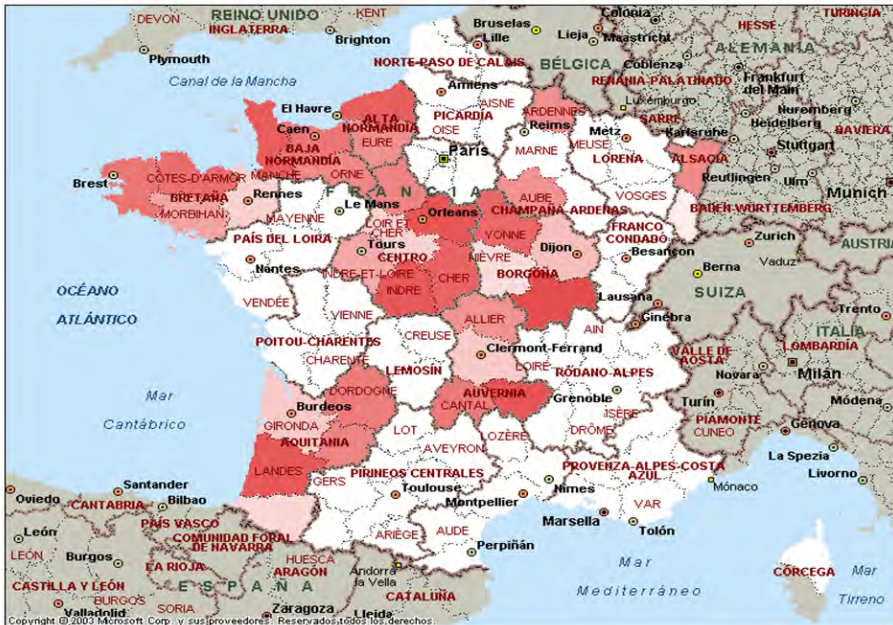 DEVON
REINO UNIDO
INGLATERRA
KENT
Bruselas
Colonia
HESSE
TURINGIA
Plymouth
Brighton
Lille
Lieja
Maastricht
ALEMANIA
Canal de la Mancha
NORTE-PASO DE CALAIS
BÉLGICA
Coblenza
RENANIA-PALATINADO
Frankfurt
del Main
El Havre
Amiens
AISNE
PICARDÍA
OISE
ARDENNES
Luxemburgo
SARRE
Nuremberg
Heidelberg
BAVIERA
Caen
ALTA
NORMANDÍA
EURE
Reims
Metz
Karlsruhe
Stuttgart
BAJA
NORMANDÍA
París
MARNE
MEUSE
LORENA
ALSACIA
Brest
COTES-D'ARMOR
MANCHE
ORNE
Reutlingen
Ulm
Munich
BRETAÑA
Rennes
FRANCIA
AUBE
VOSGES
BADEN-WURTTEMBERG
MORBIHAN
MAYENNE
Le Mans
Orleans
CHAMPAÑA-ARDENAS
LOIR ET
CHER
YONNE
FRANCO
CONDADO
PAÍS DEL LOIRA
Tours
CENTRO
NIÈVRE
Dijon
Zurich
AUSTRIA
Nantes
INDRE-ET-LOIRE
CHER
BORGOÑA
Besançon
Berna
Vaduz
OCÉANO
ATLÁNTICO
VENDÉE
INDRE
Lausana
SUIZA
Trento
VIENNE
ALLIER
AIN
Ginebra
ITALIA
POITOU-CHARENTES
CREUSE
Clermont-Ferrand
VALLE DE
AOSTA
LOMBARDÍA
CHARENTE
LEMOSÍN
LOIRE
RÓDANO-ALPES
Novara
Milán
Mar
Cantábrico
DORDOGNE
AUVERNIA
Grenoble
Turín
Burdeos
CANTAL
ISÈRE
PIAMONTE
Módena
GIRONDA
LOT
OZÈRE
DRÔME
CUNEO
Génova
AQUITANIA
AVEYRON
La Spezia
LANDES
PIRINEOS CENTRALES
PROVENZA-ALPES-COSTA
AZUL
GERS
Toulouse
Nimes
Mónaco
Livorno
Oviedo
Santander
Montpellier
VAR
CANTABRIA
Bilbao
Marsella
Tolón
PAÍS VASCO
ARIÈGE
AUDE
León
COMUNIDAD FORAL
DE NAVARRA
Perpiñán
Mar
Mediterráneo
LEÓN
Burgos
LA RIOJA
HUESCA
ARAGÓN
Andorra
la Vella
CÓRCEGA
Mar
Tirreno
CASTILLA Y LEÓN
ESPAÑA
CATALUÑA
BURGOS
SORIA
Valladolid
Zaragoza
Lleida
Copyright © 2003 Microsoft Corp. y sus proveedores. Reservados todos los derechos.